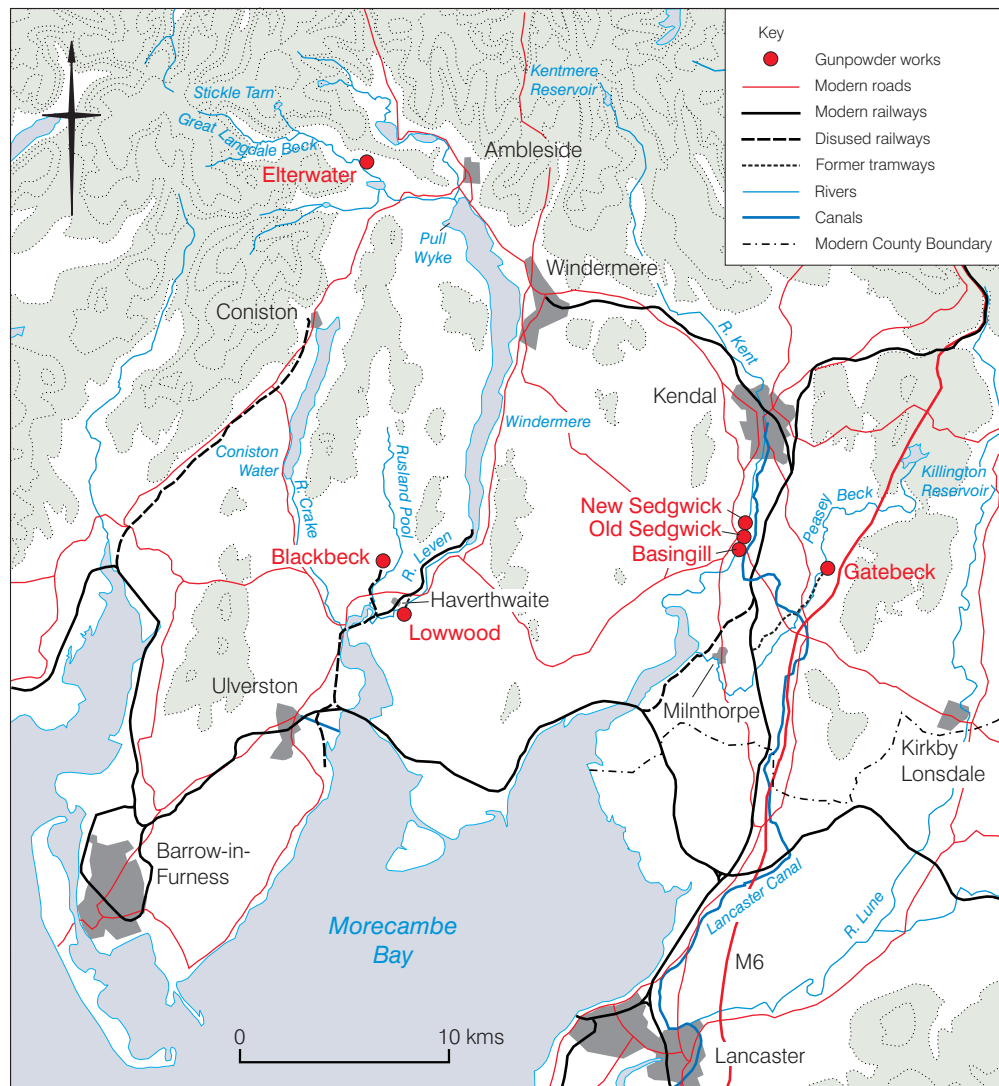 Key
Gunpowder works
Modern roads
Modern railways
Disused railways
Former tramways
Rivers
Canals
Modern County Boundary
Stickle Tarn
Great Langdale Beck
Elterwater
Kentmere
Reservoir
Ambleside
Pull
Wyke
Windermere
Coniston
R. Kent
Kendal
Windermere
Coniston
Water
R. Crake
Rusland Pool
R. Leven
Killington
Reservoir
Peasey Beck
New Sedgwick
Old Sedgwick
Basingill
Gatebeck
Blackbeck
Haverthwaite
Lowwood
Ulverston
Milnthorpe
Kirkby
Lonsdale
Barrow-in-
Furness
Morecambe
Bay
Lancaster Canal
R. Lune
M6
0
10 kms
Lancaster